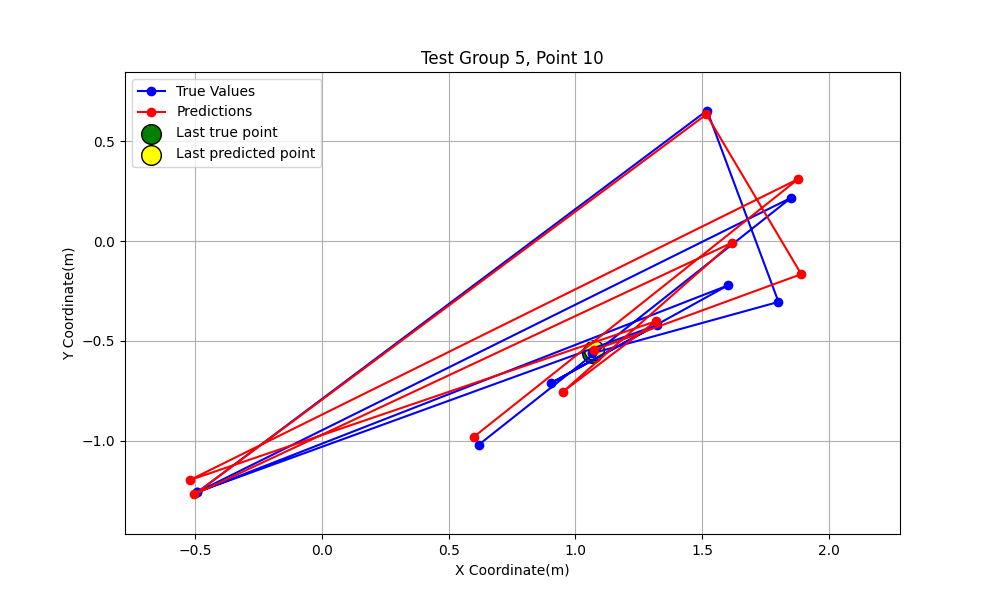 Test Group 5, Point 10
True Values
Predictions
Last true point
Last predicted point
Y Coordinate(m)
0.5
0.0
−0.5
−1.0
−0.5
0.0
0.5
1.0
1.5
2.0
X Coordinate(m)